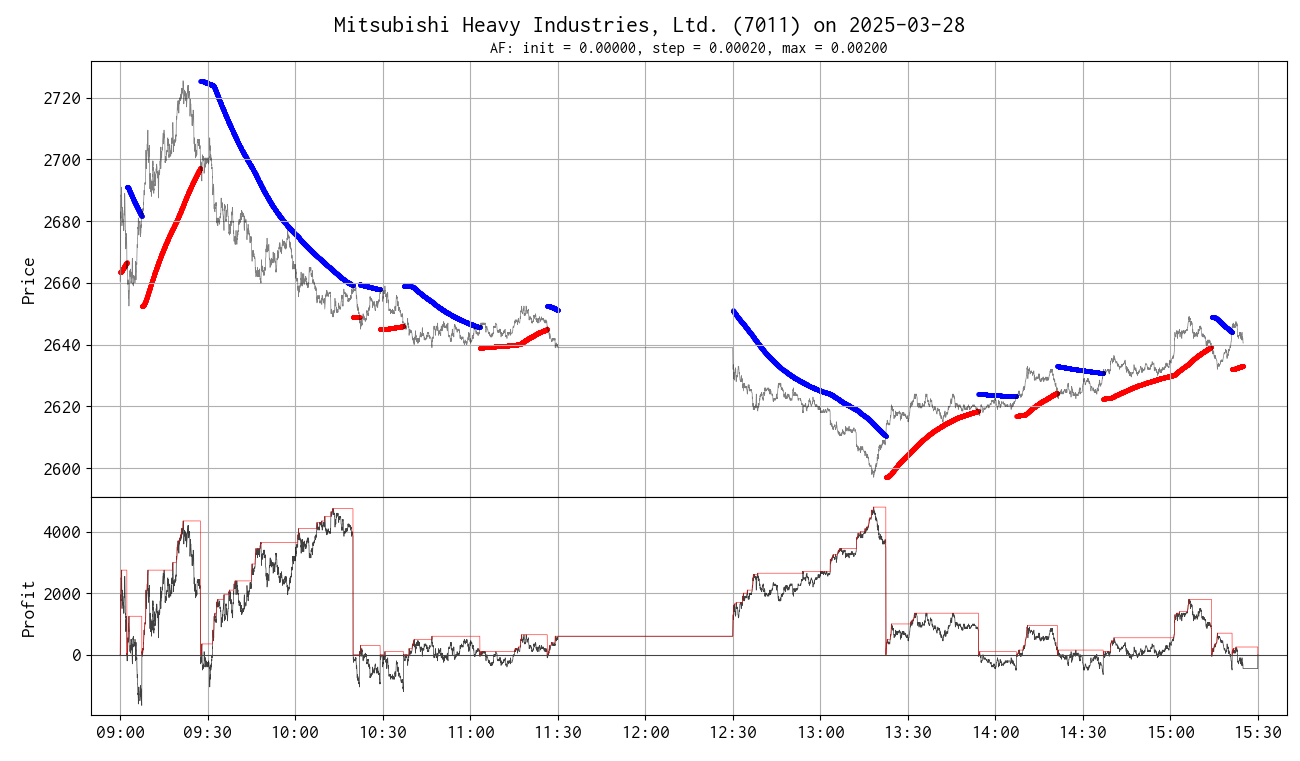 Mitsubishi Heavy Industries, Ltd. (7011) on 2025-03-28
AF: init = 0.00000, step = 0.00020, max = 0.00200
Price
2720
2700
2680
2660
2640
2620
2600
Profit
4000
2000
0
09:00 09:30 10:00 10:30 11:00 11:30 12:00 12:30 13:00 13:30 14:00 14:30 15:00 15:30